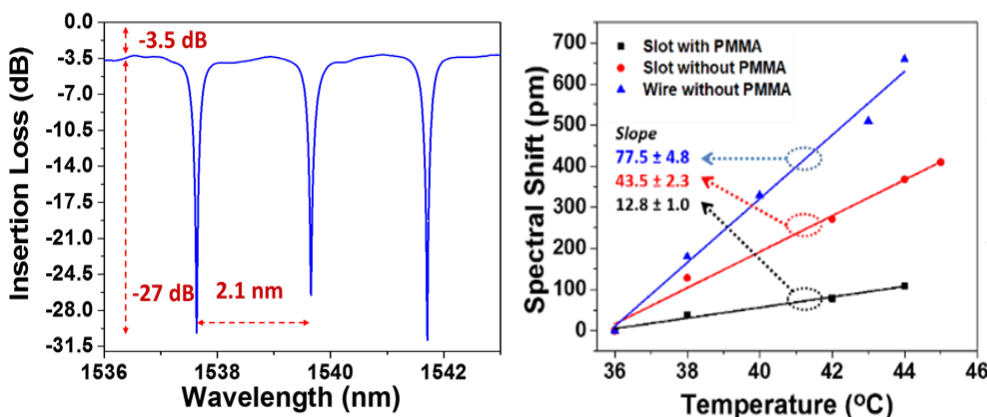 0.0
-3.5
-7.0
-10.5
-14.0
-17.5
-21.0
-24.5
-28.0
-31.5
Insertion Loss (dB)
-3.5 dB
-27 dB
2.1 nm
1536
1538
1540
1542
Wavelength (nm)
700
600
500
400
300
200
100
0
Spectral Shift (pm)
Slot with PMMA
Slot without PMMA
Wire without PMMA
Slope
77.5 ± 4.8
43.5 ± 2.3
12.8 ± 1.0
36
38
40
42
44
46
Temperature (ºC)